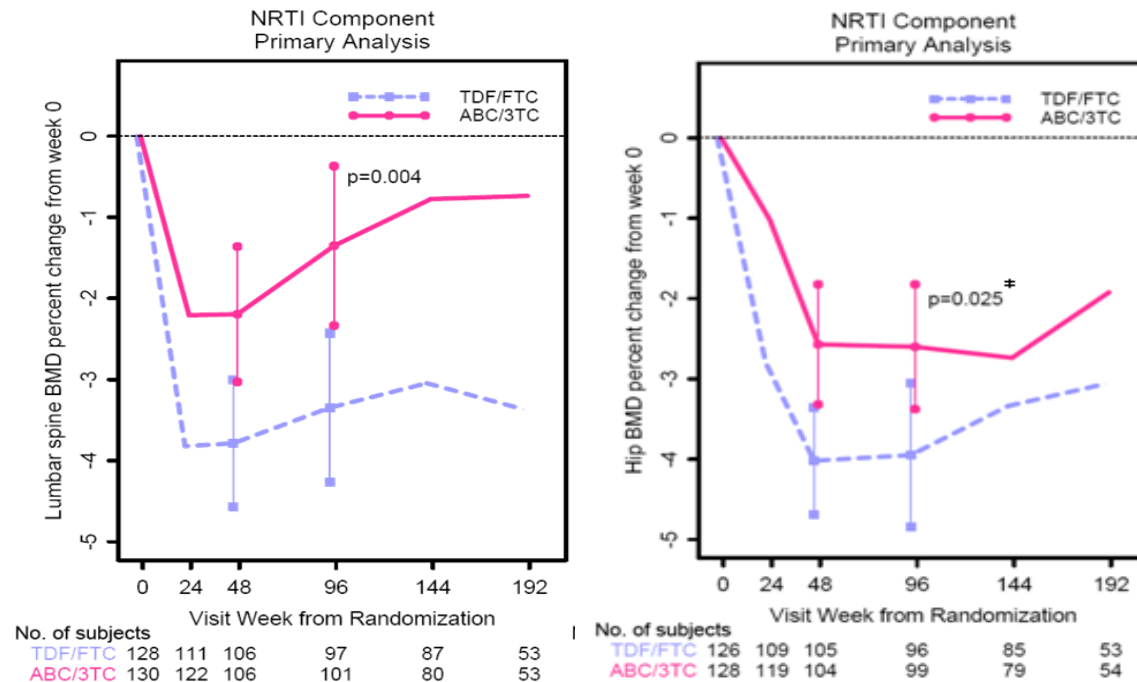 NRTI Component
Primary Analysis
TDF/FTC
ABC/3TC
p=0.004
Lumbar spine BMD percent change from week 0
0
-1
-2
-3
-4
-5
0 24 48 96 144 192
Visit Week from Randomization
No. of subjects
TDF/FTC 128 111 106 97 87 53
ABC/3TC 130 122 106 101 80 53
NRTI Component
Primary Analysis
TDF/FTC
ABC/3TC
p=0.025‡
Hip BMD percent change from week 0
0
-1
-2
-3
-4
-5
0 24 48 96 144 192
Visit Week from Randomization
No. of subjects
TDF/FTC 126 109 105 96 85 53
ABC/3TC 128 119 104 99 79 54